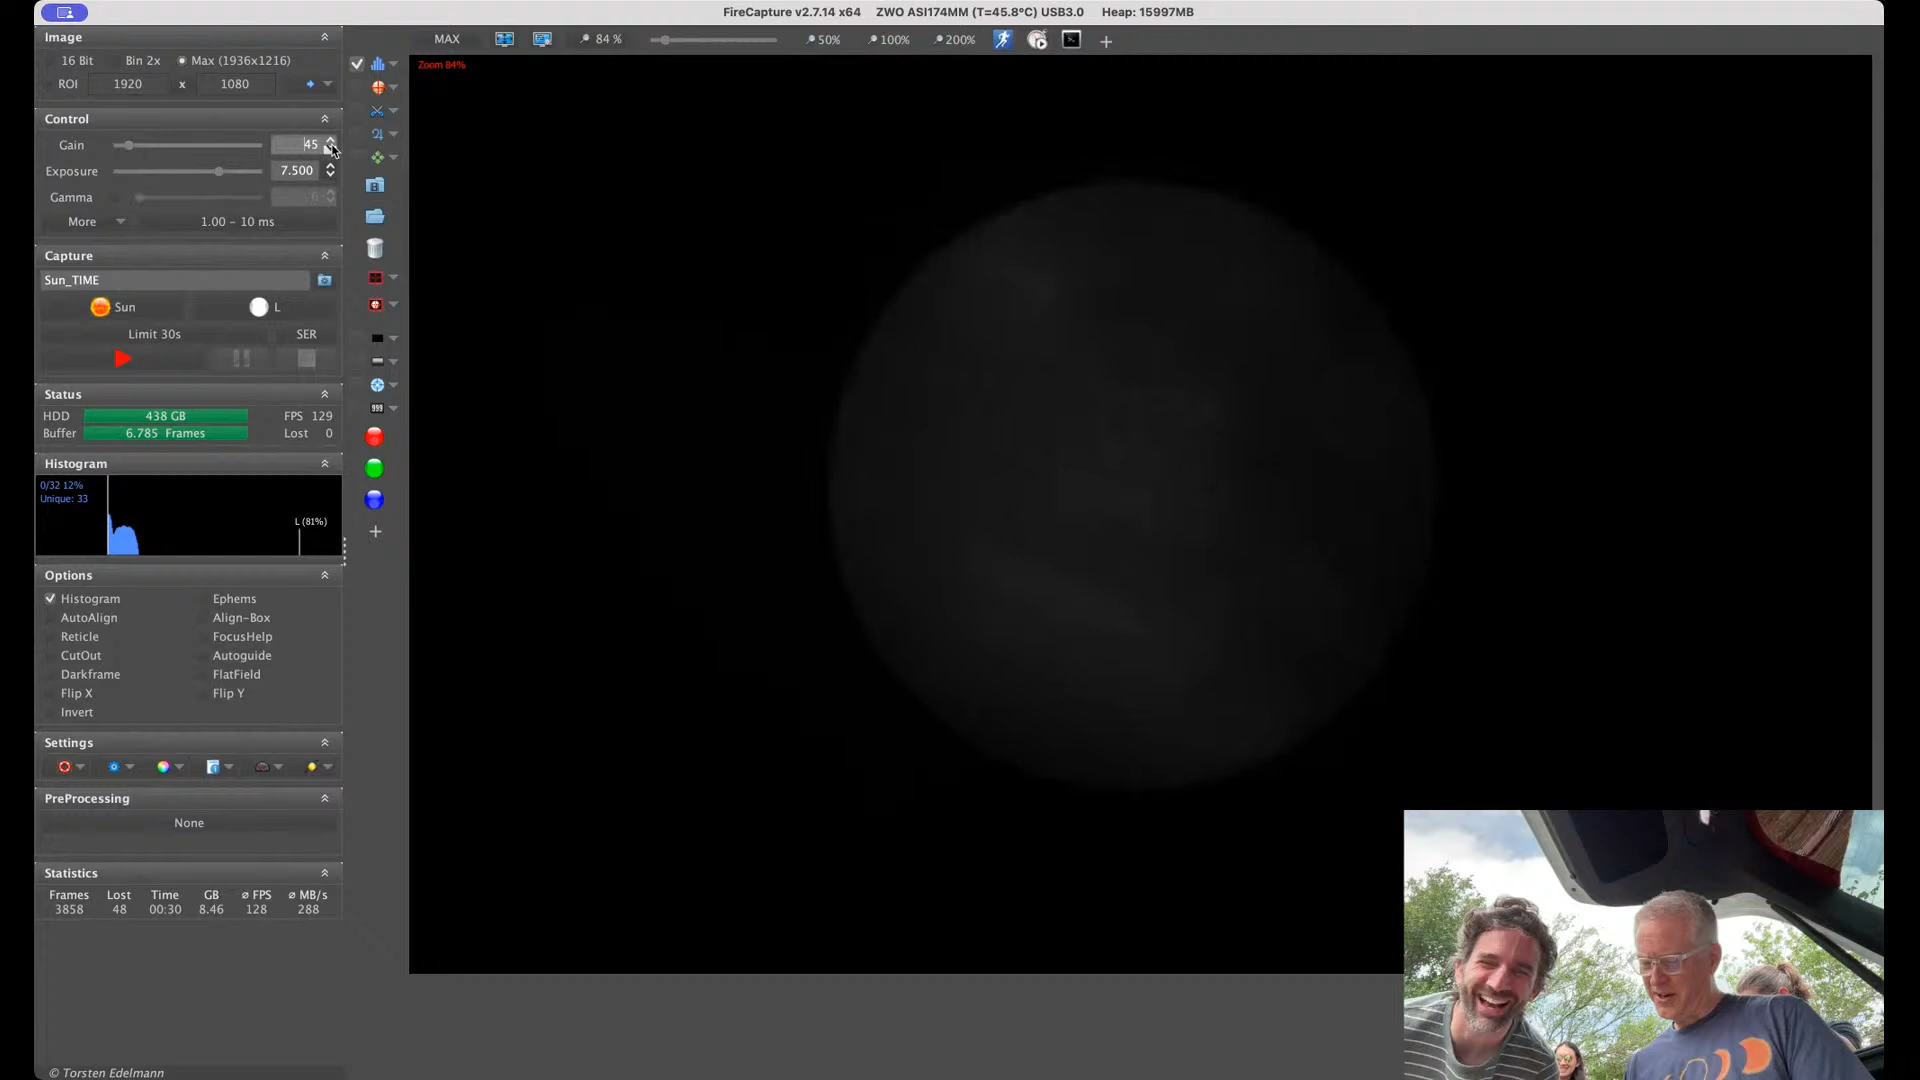 FireCapture v2.7.14 x64 ZWO ASI174MM (T=45.8°C) USB3.0 Heap: 15997MB
Image
MAX
84 %
50%
100%
200%
16 Bit Bin 2x Max (1936x1216)
Zoom 84%
ROI 1920 x 1080
Control
Gain 45
Exposure 7.500
Gamma 6
More 1.00 - 10 ms
Capture
Sun_TIME
Sun L
Limit 30s SER
Status
HDD 438 GB FPS 129
Buffer 6.785 Frames Lost 0
999
Histogram
0/32 12%
Unique: 33
L (81%)
Options
Histogram Ephems
AutoAlign Align-Box
Reticle FocusHelp
CutOut Autoguide
Darkframe FlatField
Flip X Flip Y
Invert
Settings
PreProcessing
None
Statistics
Frames Lost Time GB ø FPS ø MB/s
3858 48 00:30 8.46 128 288
© Torsten Edelmann